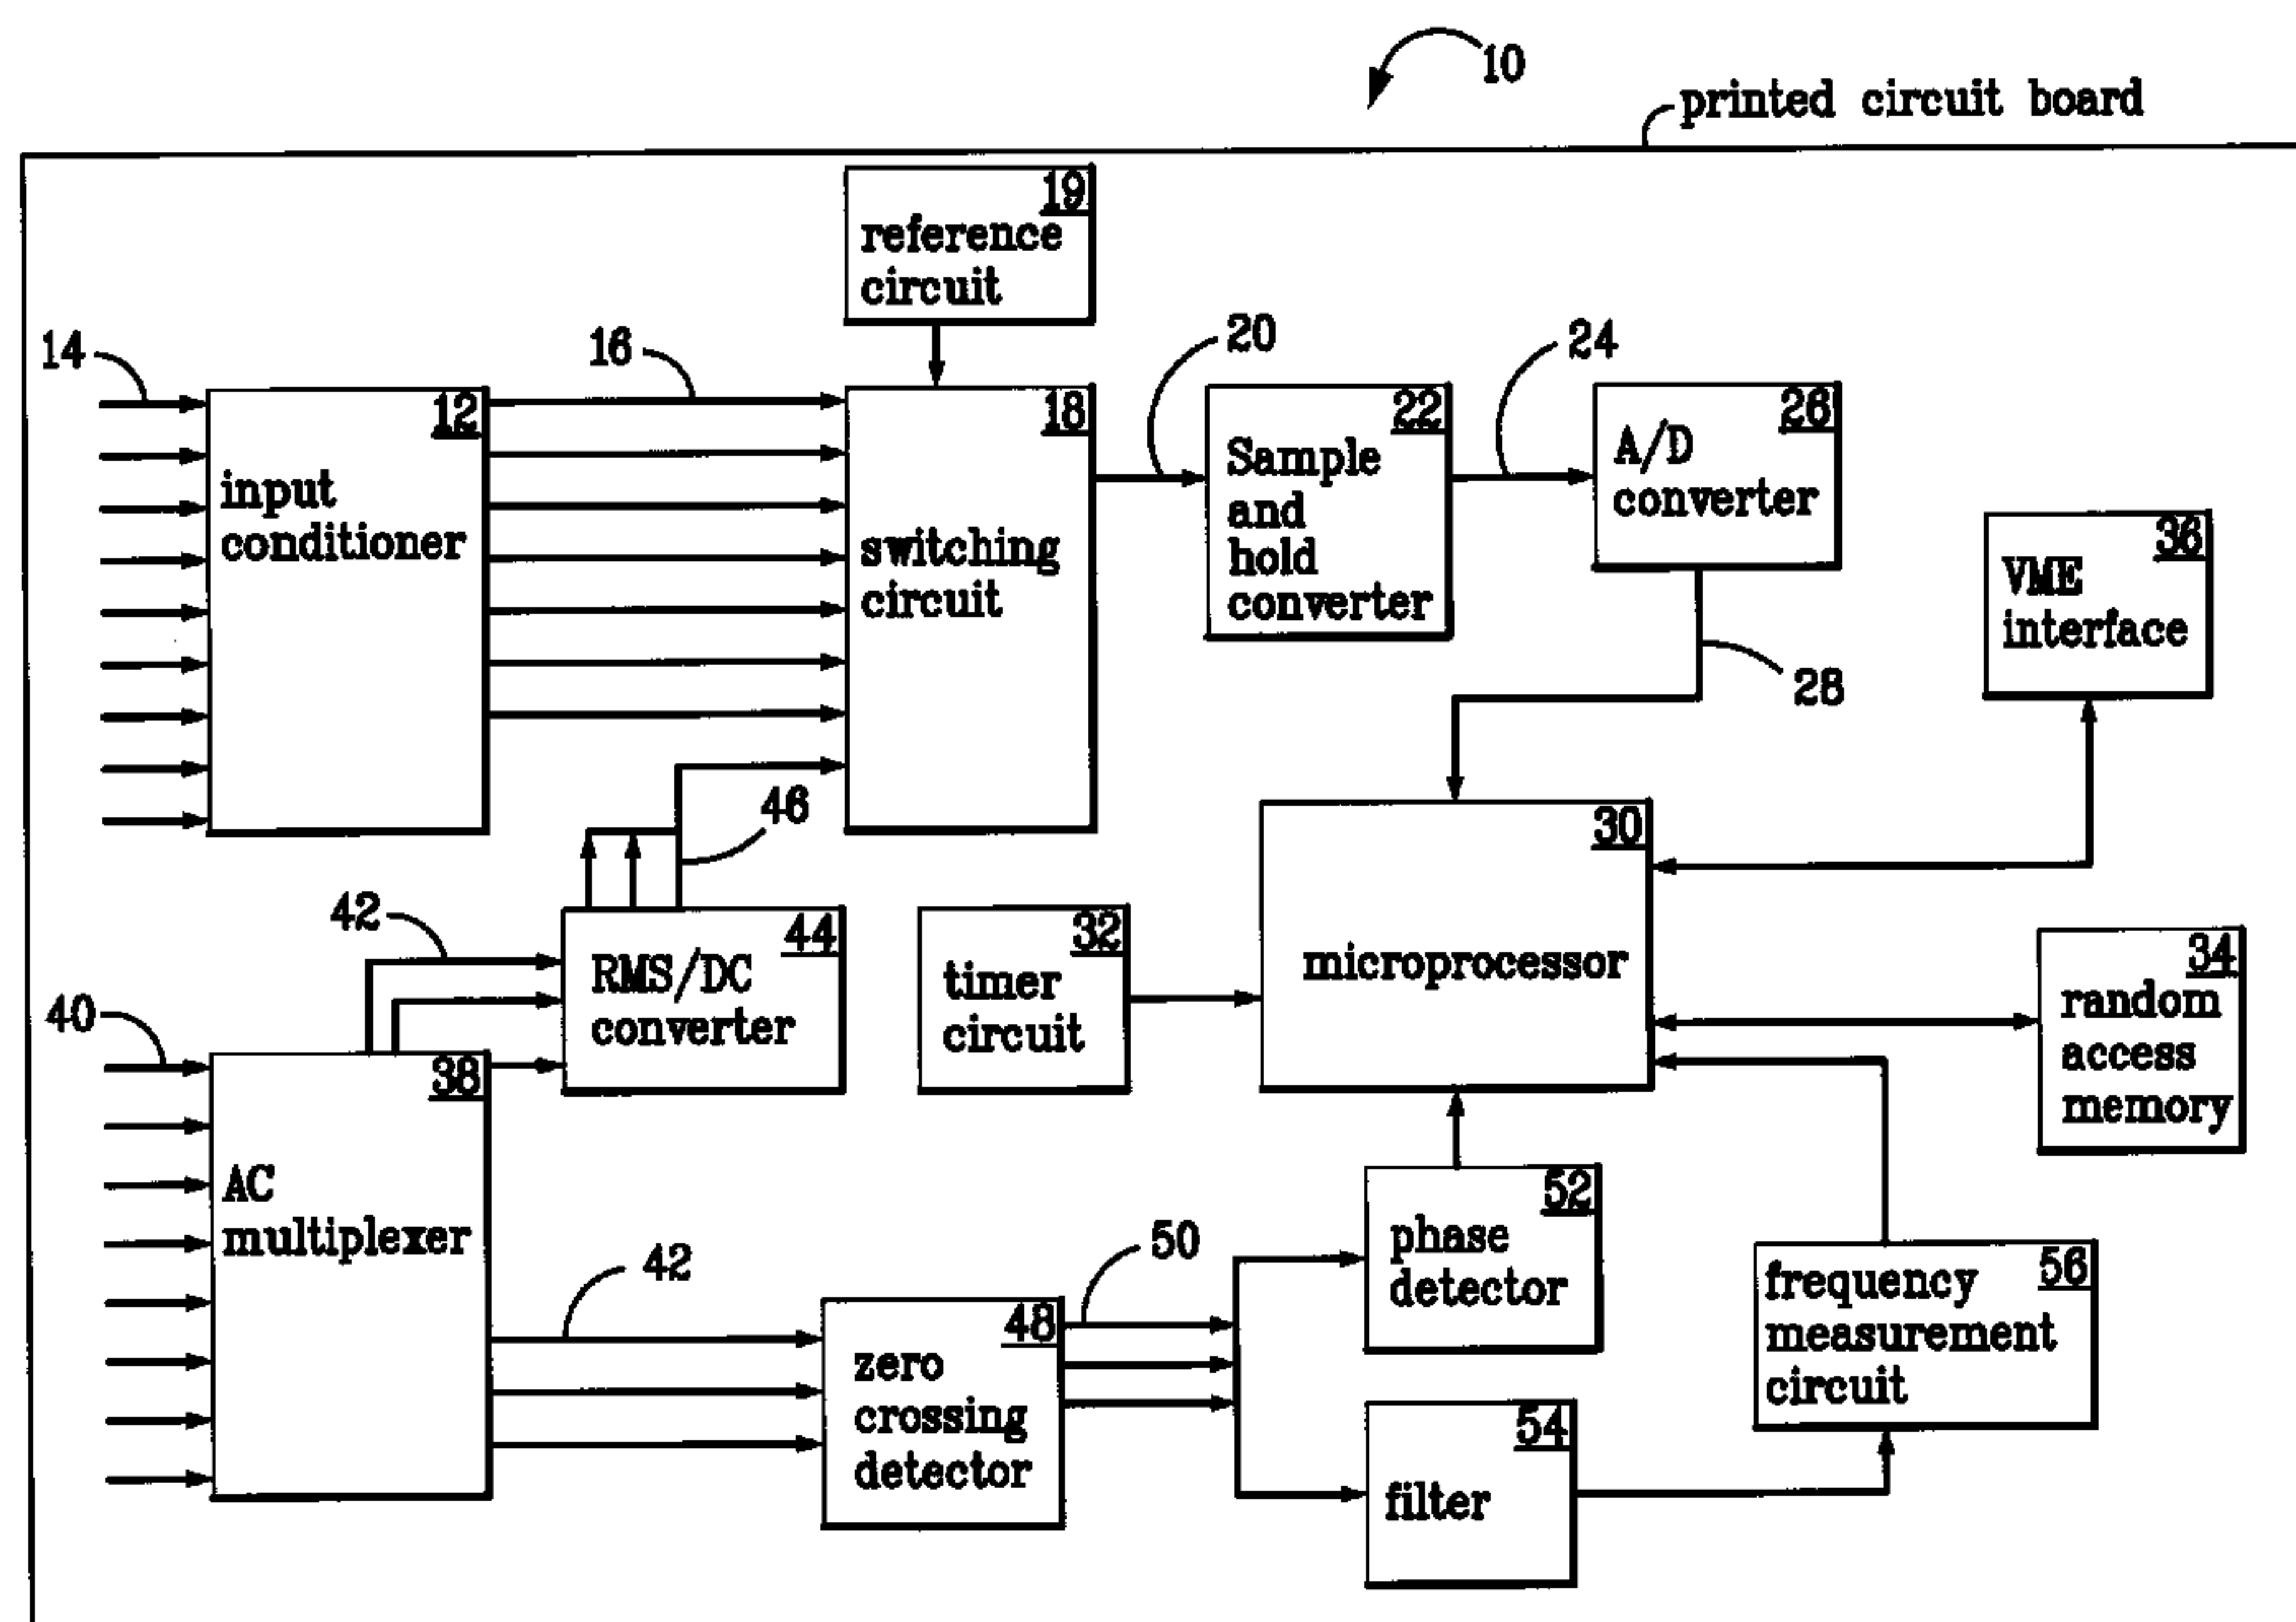 10
printed circuit board
19
reference
circuit
14
16
20
24
12
input
conditioner
18
switching
circuit
22
Sample
and
hold
converter
26
A/D
converter
36
VME
interface
28
46
30
microprocessor
42
44
RMS/DC
converter
32
timer
circuit
34
random
access
memory
40
38
AC
multiplexer
42
48
zero
crossing
detector
50
52
phase
detector
54
filter
56
frequency
measurement
circuit